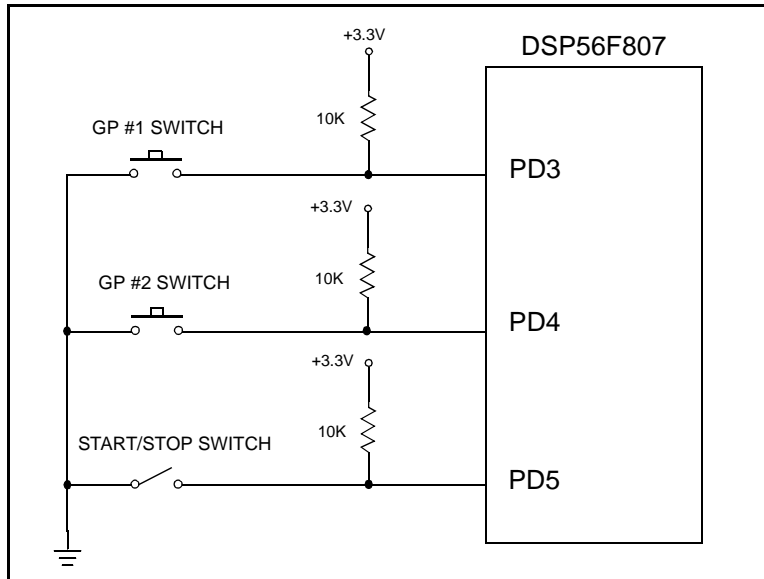 +3.3V
DSP56F807
10K
GP #1 SWITCH
PD3
+3.3V
10K
GP #2 SWITCH
PD4
+3.3V
10K
START/STOP SWITCH
PD5